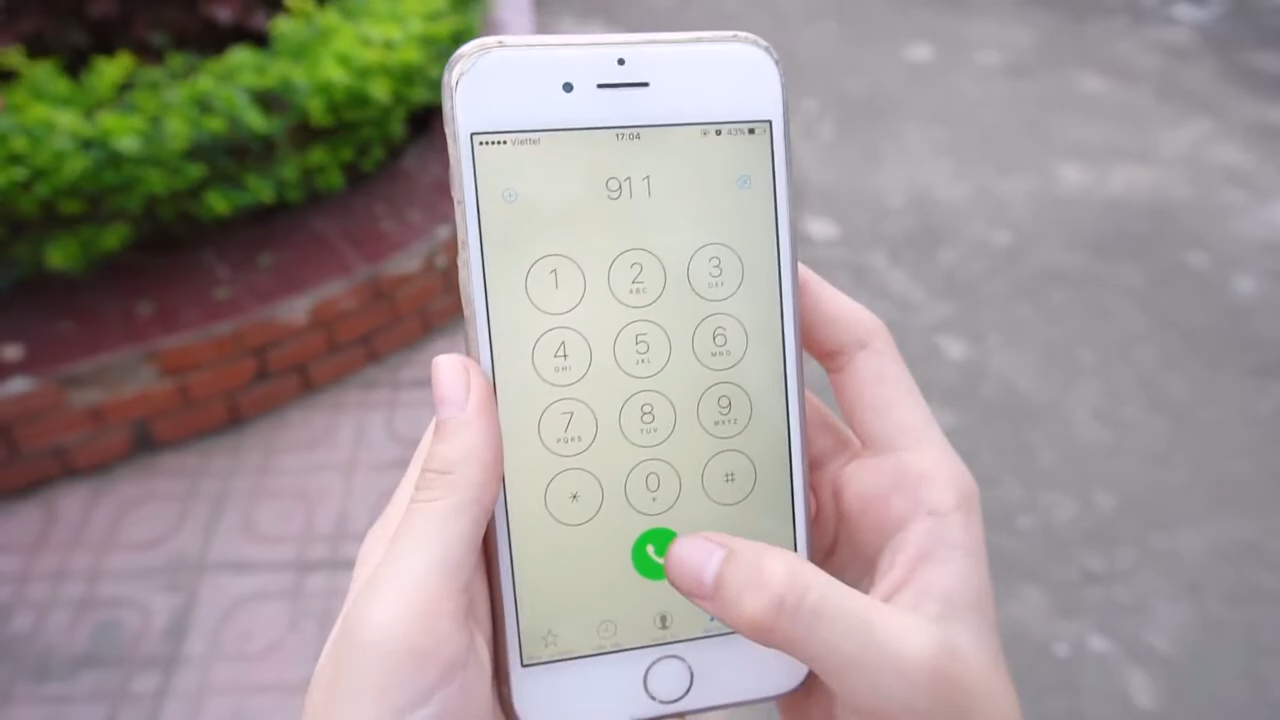 ●●●●● Viettel 17:04 43%
911
1 2 3
ABC DEF
4 5 6
GHI JKL MNO
7 8 9
PQRS TUV WXYZ
* 0 #
+